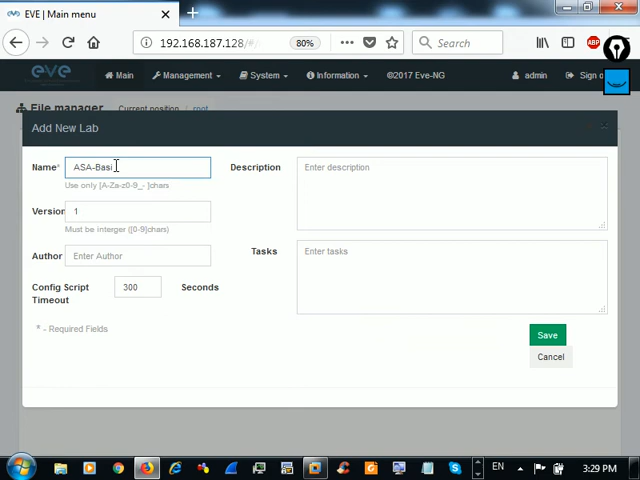 EVE | Main menu
192.168.187.128/#/
80%
Search
ABP
eve
Main
Management
System
Information
©2017 Eve-NG
admin
Sign o
File manager Current position root
Add New Lab
Name*
ASA-Basi
Use only [A-Za-z0-9_- ]chars
Description
Enter description
Version
1
Must be interger ([0-9]chars)
Author
Enter Author
Tasks
Enter tasks
Config Script Timeout
300
Seconds
* - Required Fields
Save
Cancel
EN
3:29 PM